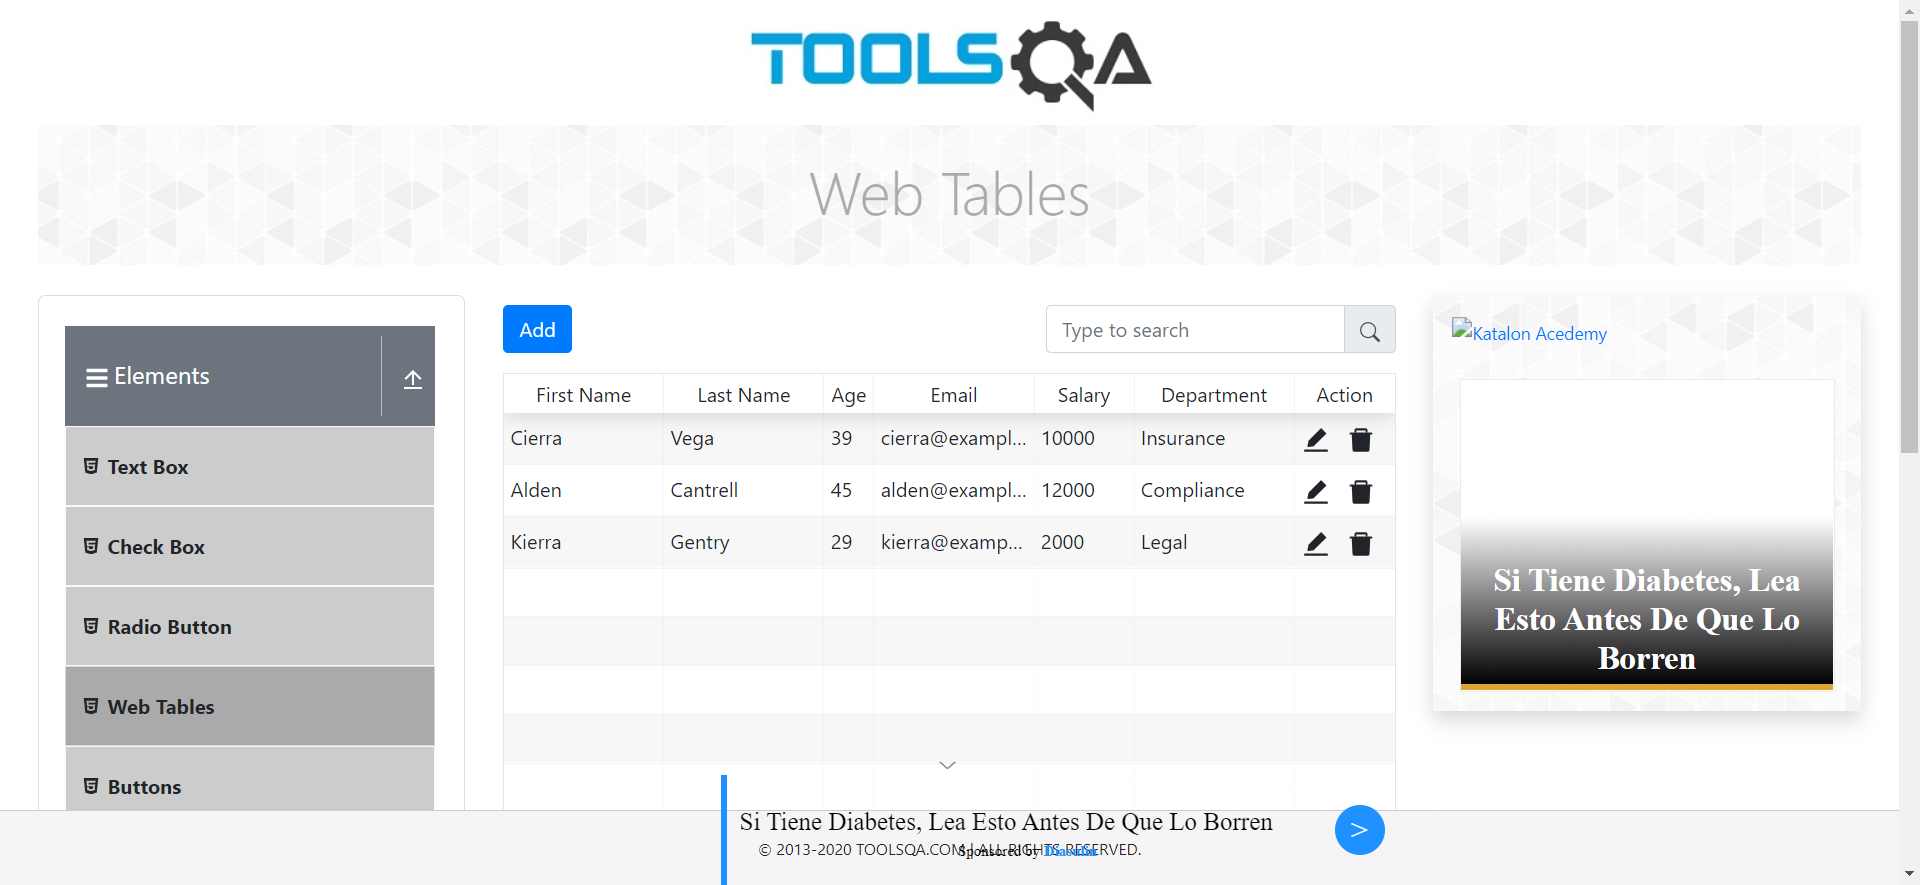 TOOLSQA
Web Tables
Elements
Text Box
Check Box
Radio Button
Web Tables
Buttons
Add
Type to search
First Name Last Name Age Email Salary Department Action
Cierra Vega 39 cierra@exampl... 10000 Insurance
Alden Cantrell 45 alden@exampl... 12000 Compliance
Kierra Gentry 29 kierra@examp... 2000 Legal
Katalon Acedemy
Si Tiene Diabetes, Lea
Esto Antes De Que Lo
Borren
Si Tiene Diabetes, Lea Esto Antes De Que Lo Borren
>
© 2013-2020 TOOLSQA.COM | ALL RIGHTS RESERVED.
Sponsored by